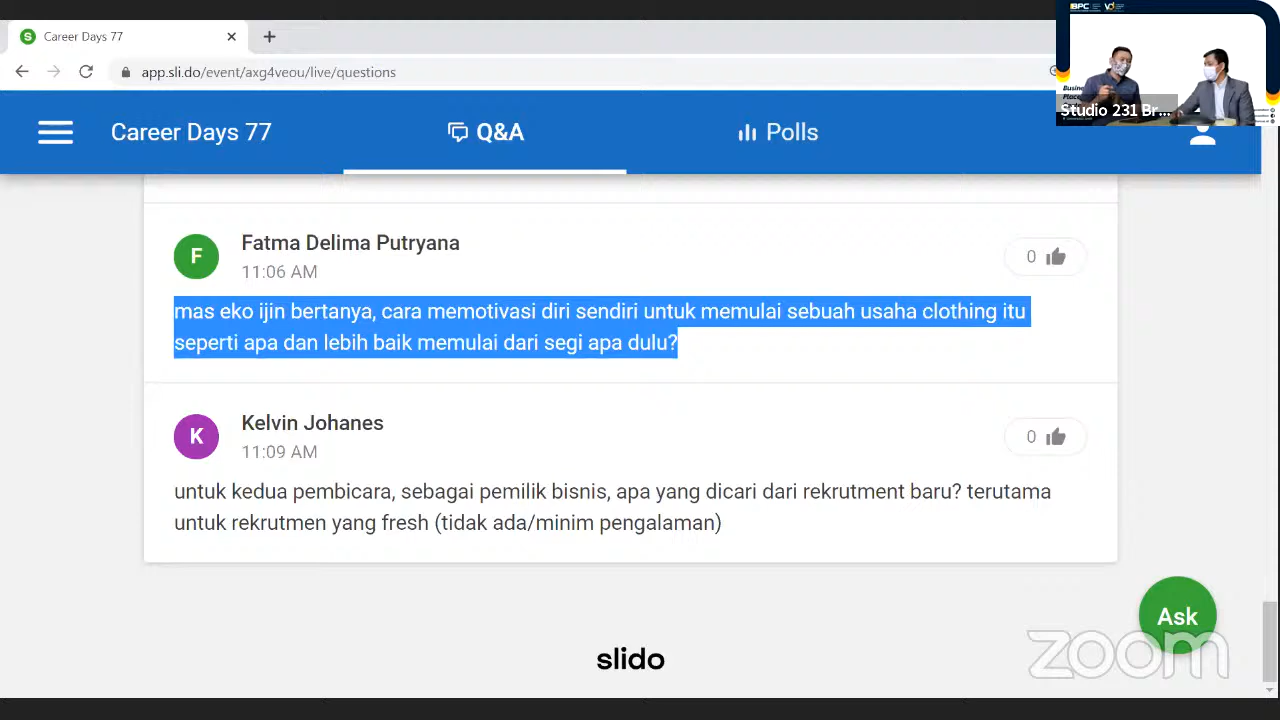 Career Days 77
app.sli.do/event/axg4veou/live/questions
BPC
Studio 231 Br...
Career Days 77
Q&A
Polls
F
Fatma Delima Putryana
11:06 AM
0
mas eko ijin bertanya, cara memotivasi diri sendiri untuk memulai sebuah usaha clothing itu
seperti apa dan lebih baik memulai dari segi apa dulu?
K
Kelvin Johanes
11:09 AM
0
untuk kedua pembicara, sebagai pemilik bisnis, apa yang dicari dari rekrutment baru? terutama
untuk rekrutmen yang fresh (tidak ada/minim pengalaman)
Ask
slido
zoom